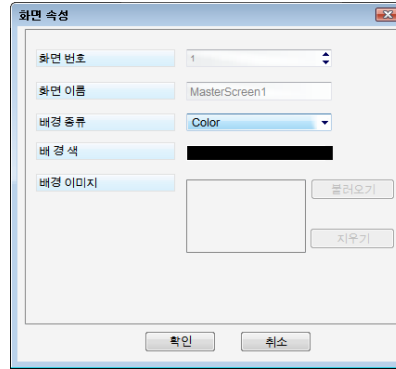 화면 속성
화면 번호 1
화면 이름 MasterScreen1
배경 종류 Color
배 경 색
배경 이미지
불러오기
지우기
확인 취소